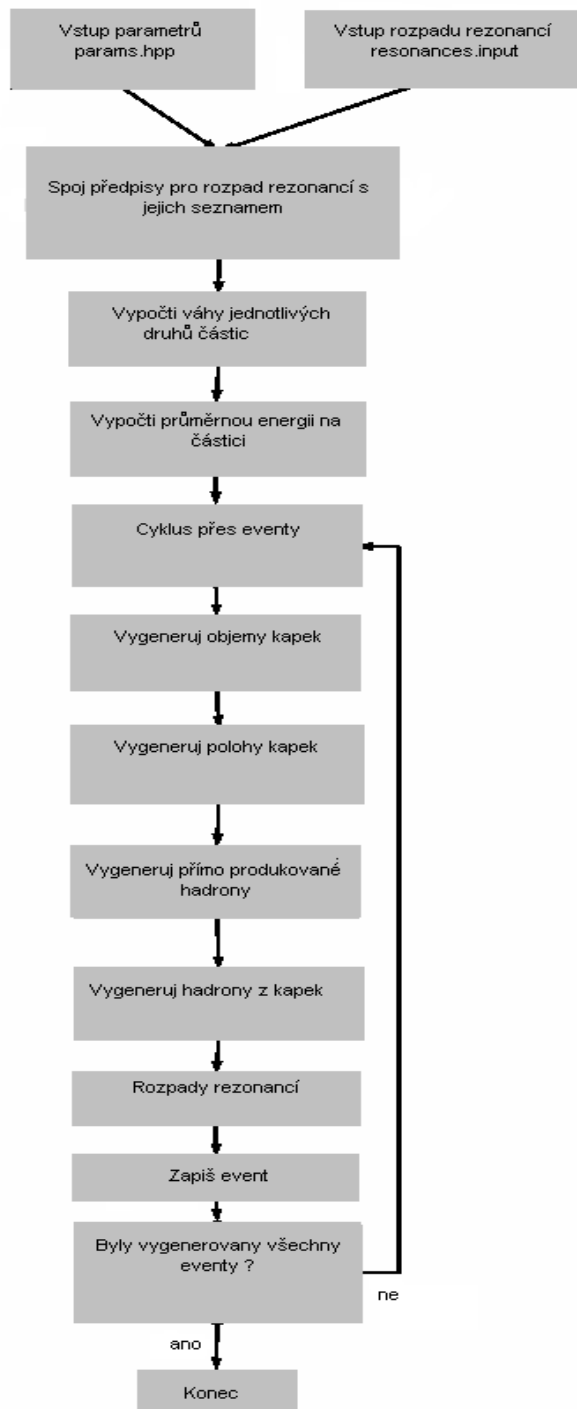 Vstup parametrů
params.hpp
Vstup rozpadu rezonancí
resonances.input
Spoj předpisy pro rozpad rezonancí s
jejich seznamem
Vypočti váhy jednotlivých
druhů částic
Vypočti průměrnou energii na
částici
Cyklus přes eventy
Vygeneruj objemy kapek
Vygeneruj polohy kapek
Vygeneruj přímo produkované
hadrony
Vygeneruj hadrony z kapek
Rozpady rezonancí
Zapiš event
Byly vygenerovany všechny
eventy ?
ne
ano
Konec